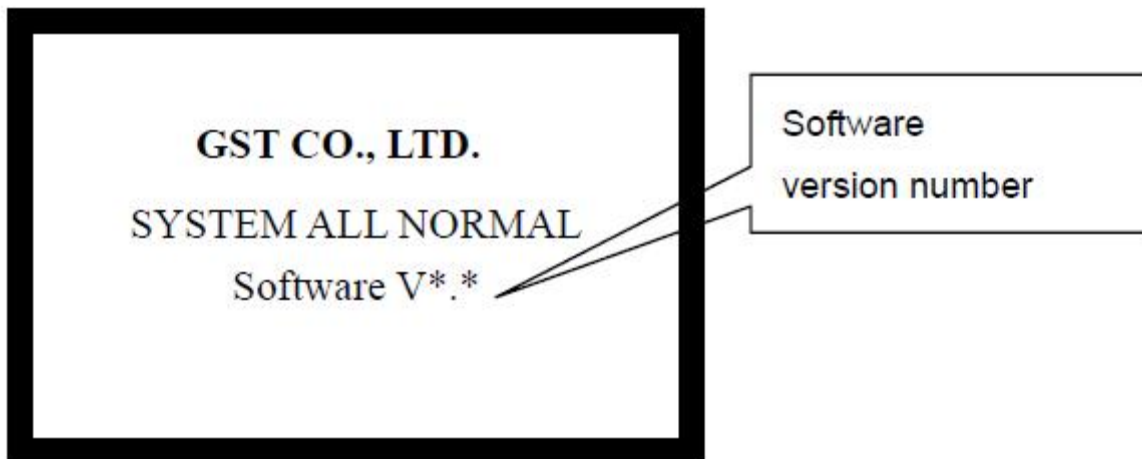 GST CO., LTD.
SYSTEM ALL NORMAL
Software V*.*
Software
version number